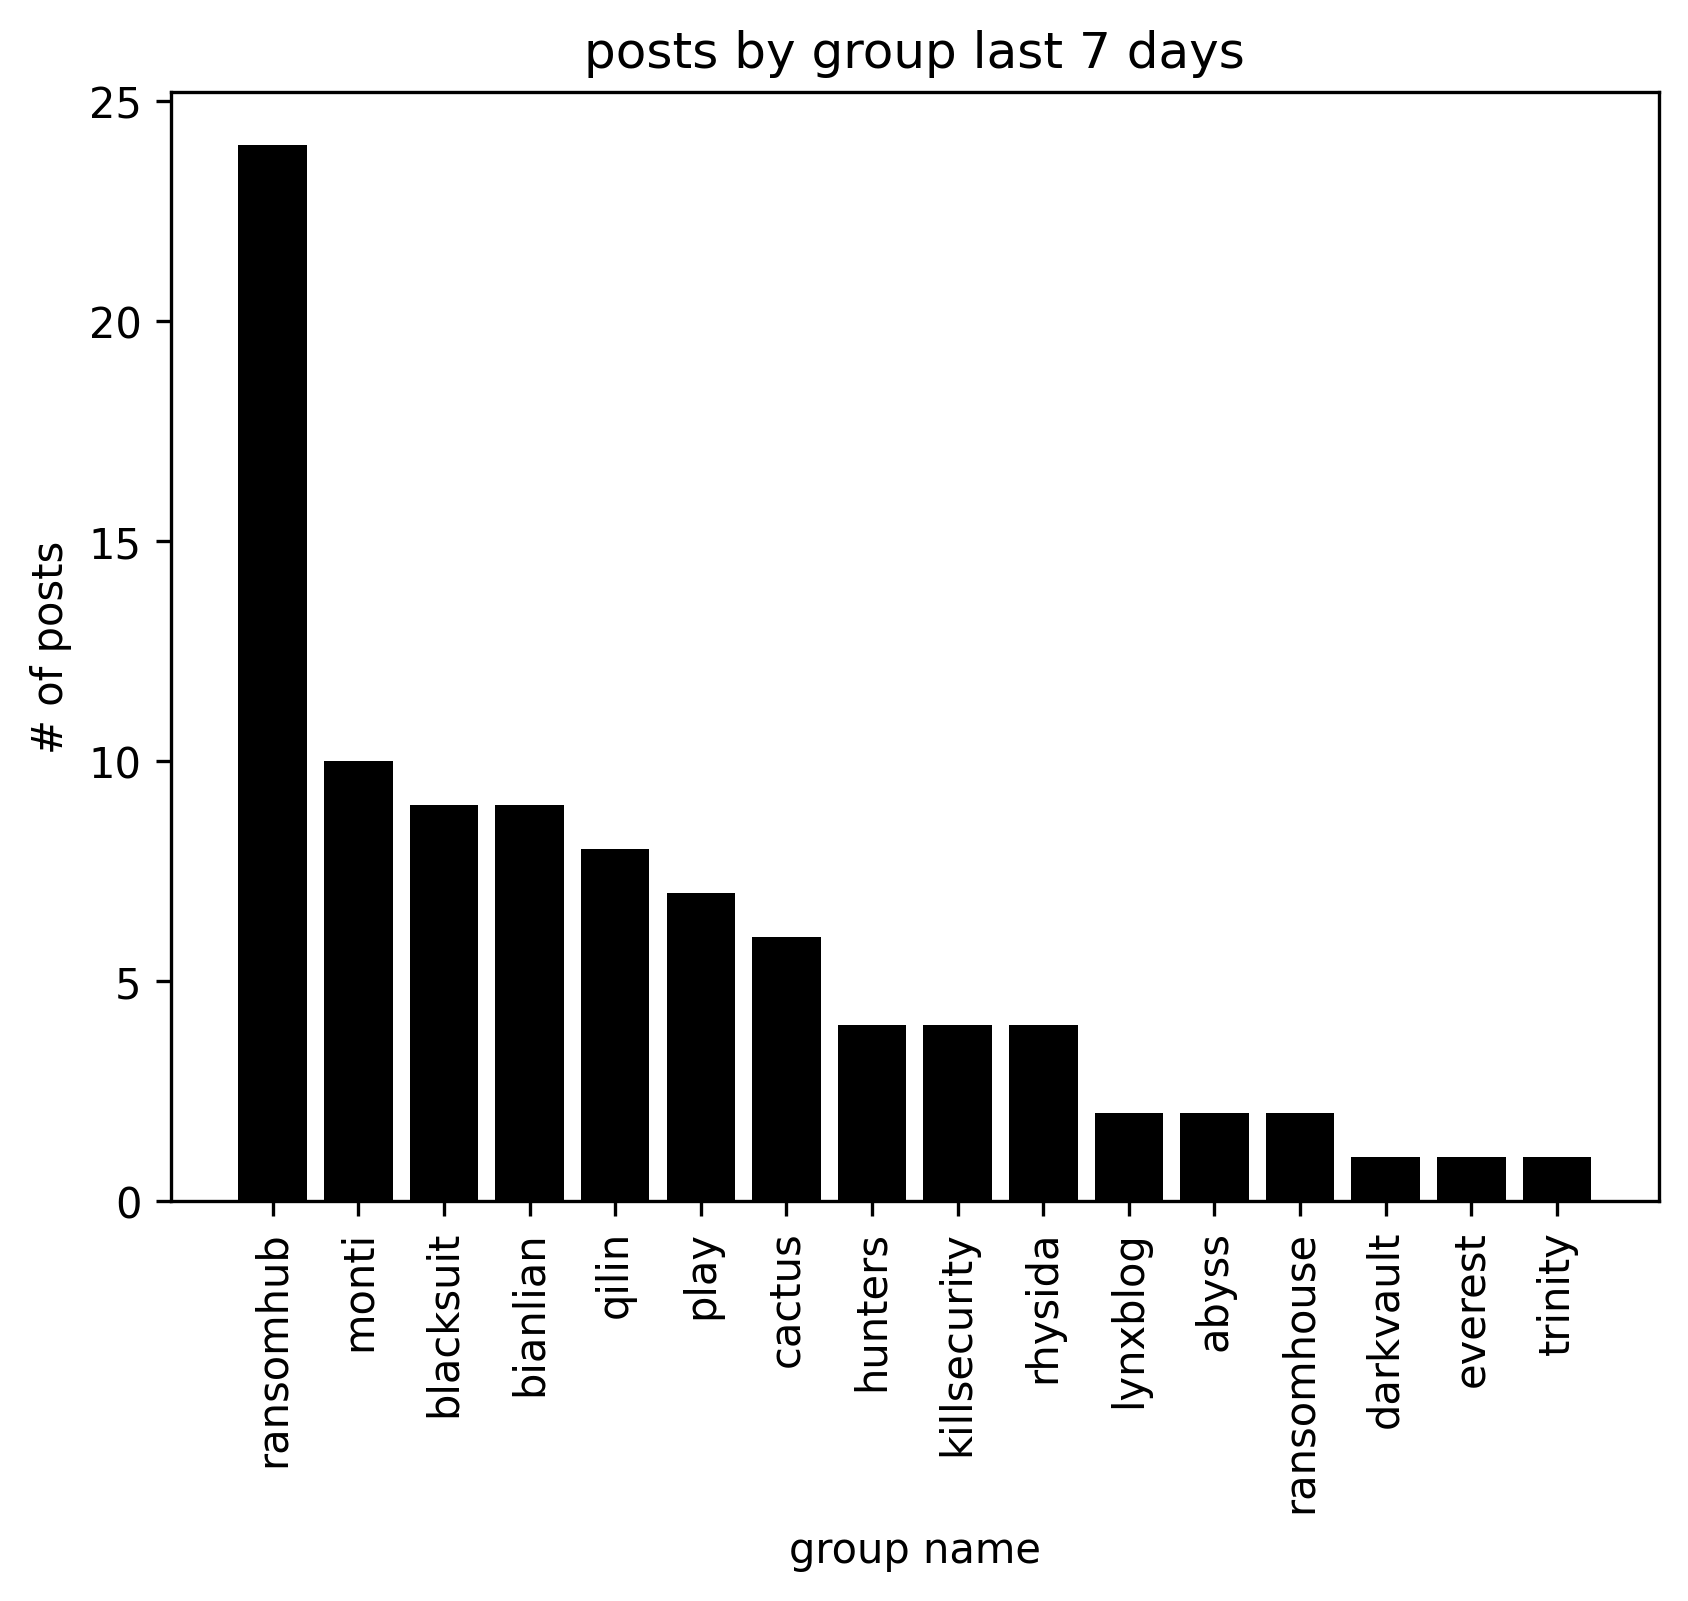 posts by group last 7 days
25
20
15
10
5
0
# of posts
ransomhub
monti
blacksuit
bianlian
qilin
play
cactus
hunters
killsecurity
rhysida
lynxblog
abyss
ransomhouse
darkvault
everest
trinity
group name